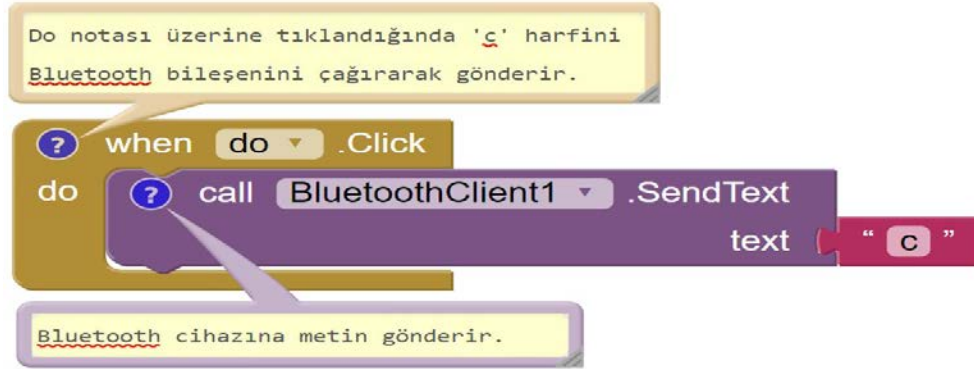 Do notası üzerine tıklandığında 'c' harfini
Bluetooth bileşenini çağırarak gönderir.
? when do .Click
do ? call BluetoothClient1 .SendText
text “ c ”
Bluetooth cihazına metin gönderir.